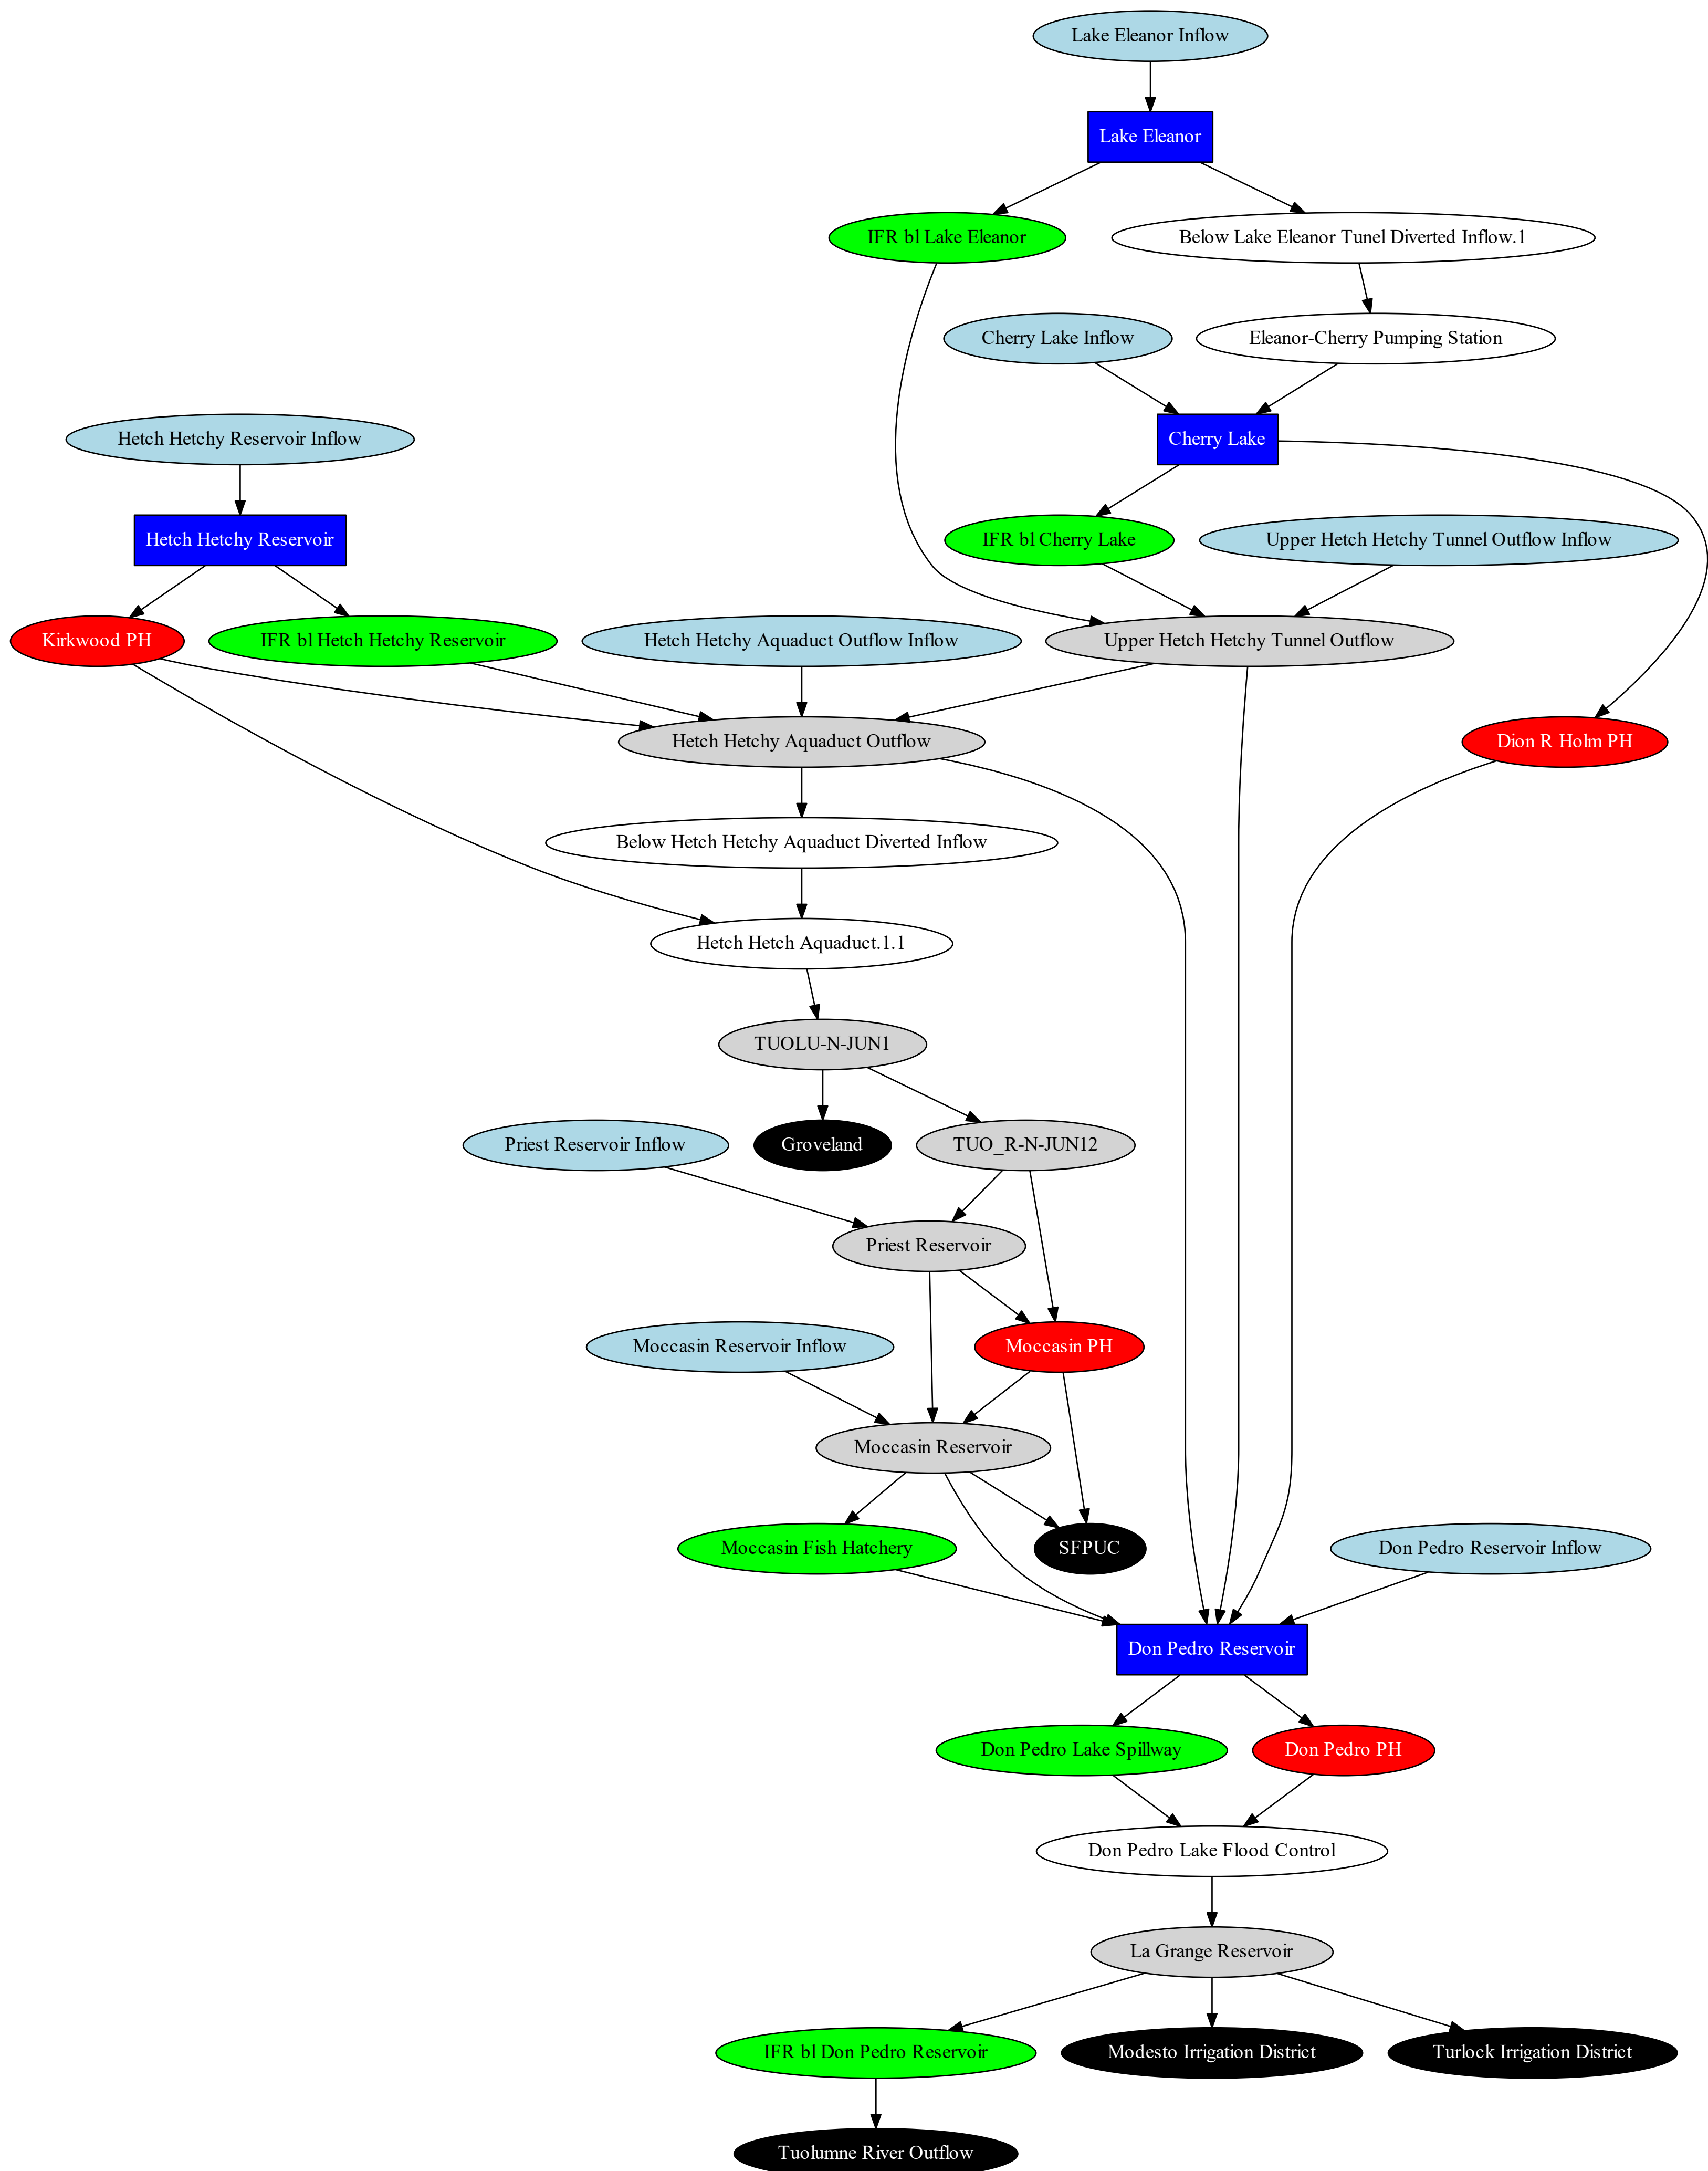 Lake Eleanor Inflow
Lake Eleanor
IFR bl Lake Eleanor
Below Lake Eleanor Tunel Diverted Inflow.1
Cherry Lake Inflow
Eleanor-Cherry Pumping Station
Hetch Hetchy Reservoir Inflow
Cherry Lake
Hetch Hetchy Reservoir
IFR bl Cherry Lake
Upper Hetch Hetchy Tunnel Outflow Inflow
Kirkwood PH
IFR bl Hetch Hetchy Reservoir
Hetch Hetchy Aquaduct Outflow Inflow
Upper Hetch Hetchy Tunnel Outflow
Hetch Hetchy Aquaduct Outflow
Dion R Holm PH
Below Hetch Hetchy Aquaduct Diverted Inflow
Hetch Hetch Aquaduct.1.1
TUOLU-N-JUN1
Priest Reservoir Inflow
Groveland
TUO_R-N-JUN12
Priest Reservoir
Moccasin Reservoir Inflow
Moccasin PH
Moccasin Reservoir
Moccasin Fish Hatchery
SFPUC
Don Pedro Reservoir Inflow
Don Pedro Reservoir
Don Pedro Lake Spillway
Don Pedro PH
Don Pedro Lake Flood Control
La Grange Reservoir
IFR bl Don Pedro Reservoir
Modesto Irrigation District
Turlock Irrigation District
Tuolumne River Outflow